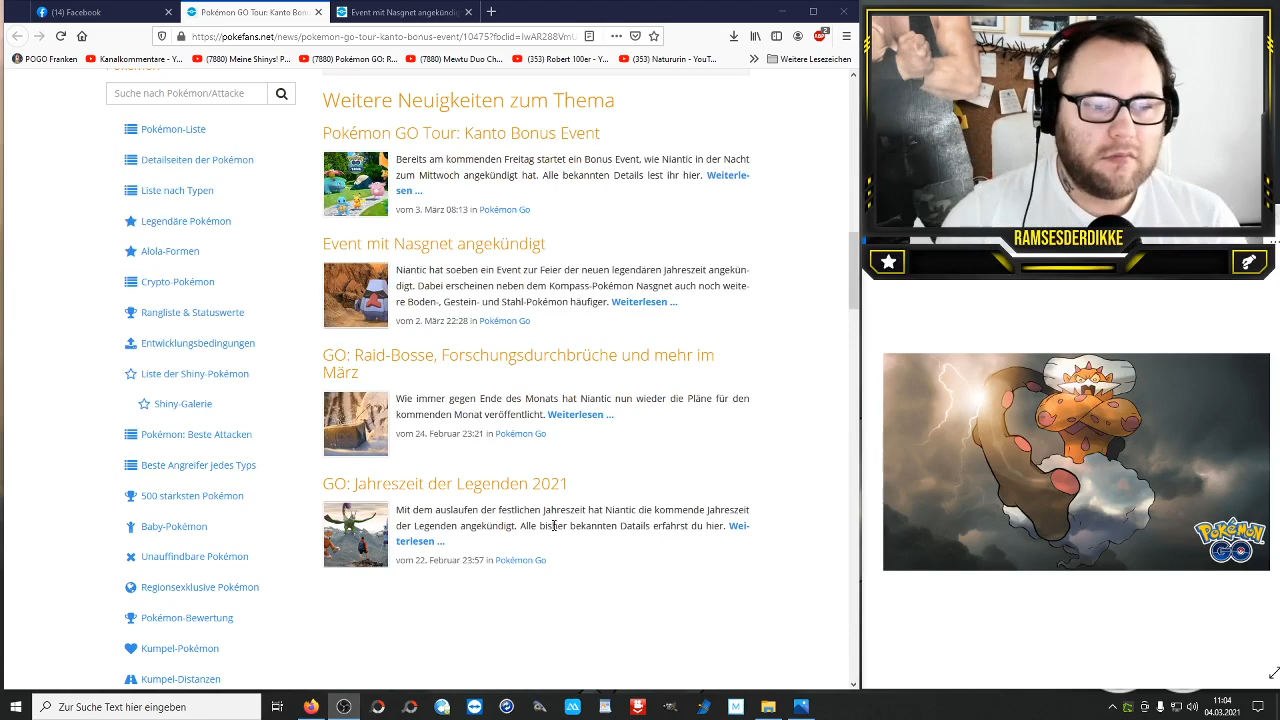 (14) Facebook
Pokémon GO Tour: Kanto Bonu
Event mit Nasgnet angekündig
https://pokefans.net/news/pokemon-go-tour-kanto-bonus-event/10475?fbclid=IwAR288VmU
POGO Franken
Kanalkommentare - Y...
(7880) Meine Shinys! - ...
(7880) Pokémon GO: R...
(7880) Mewtu Duo Ch...
(353) Robert 100er - Y...
(353) Natururin - YouT...
Weitere Lesezeichen
Suche nach Pokémon/Attacke
Pokémon-Liste
Detailseiten der Pokémon
Liste nach Typen
Legendäre Pokémon
Alola-Formen
Crypto-Pokémon
Rangliste & Statuswerte
Entwicklungsbedingungen
Liste der Shiny-Pokémon
Shiny-Galerie
Pokémon: Beste Attacken
Beste Angreifer jedes Typs
500 stärksten Pokémon
Baby-Pokémon
Unauffindbare Pokémon
Regionsexklusive Pokémon
Pokémon-Bewertung
Kumpel-Pokémon
Kumpel-Distanzen
Weitere Neuigkeiten zum Thema
Pokémon GO Tour: Kanto Bonus Event
Bereits am kommenden Freitag startet ein Bonus Event, wie Niantic in der Nacht
zum Mittwoch angekündigt hat. Alle bekannten Details lest ihr hier. Weiterle-
sen ...
vom 3. März 08:13 in Pokémon Go
Event mit Nasgnet angekündigt
Niantic hat soeben ein Event zur Feier der neuen legendären Jahreszeit angekün-
digt. Dabei erscheinen neben dem Kompass-Pokémon Nasgnet auch noch weite-
re Boden-, Gestein- und Stahl-Pokémon häufiger. Weiterlesen ...
vom 2. März 22:28 in Pokémon Go
GO: Raid-Bosse, Forschungsdurchbrüche und mehr im
März
Wie immer gegen Ende des Monats hat Niantic nun wieder die Pläne für den
kommenden Monat veröffentlicht. Weiterlesen ...
vom 24. Februar 23:21 in Pokémon Go
GO: Jahreszeit der Legenden 2021
Mit dem auslaufen der festlichen Jahreszeit hat Niantic die kommende Jahreszeit
der Legenden angekündigt. Alle bisher bekannten Datails erfährst du hier. Wei-
terlesen ...
vom 22. Februar 23:57 in Pokémon Go
RAMSESDERDIKKE
Pokémon
GO
Zur Suche Text hier eingeben
11:04
04.03.2021